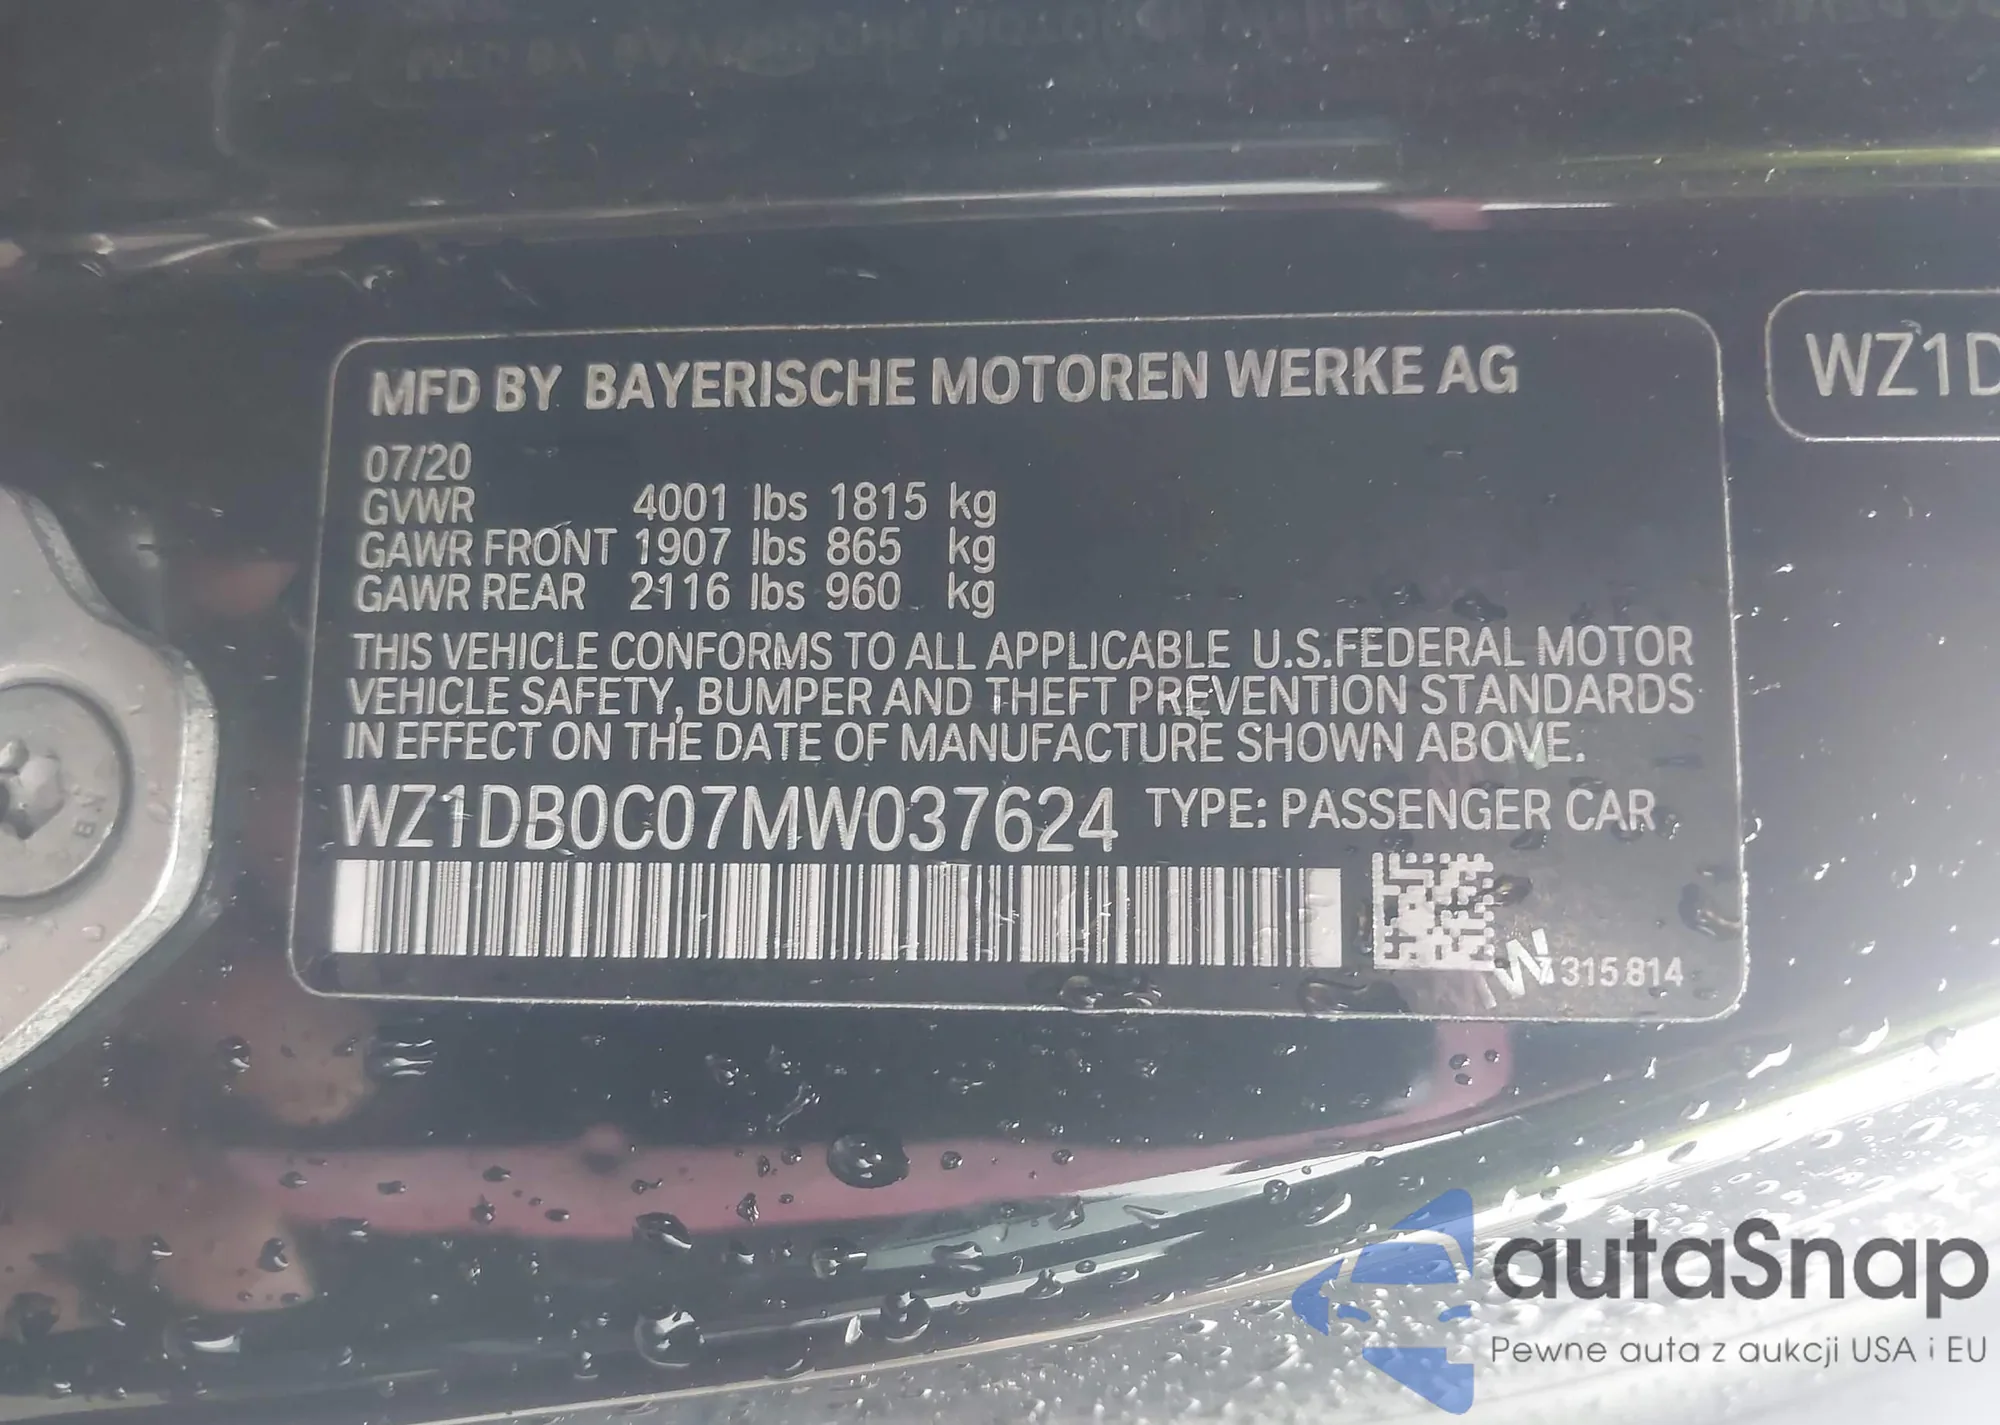 MFD BY BAYERISCHE MOTOREN WERKE AG
WZ1D
07/20
GVWR 4001 lbs 1815 kg
GAWR FRONT 1907 lbs 865 kg
GAWR REAR 2116 lbs 960 kg
THIS VEHICLE CONFORMS TO ALL APPLICABLE U.S.FEDERAL MOTOR
VEHICLE SAFETY, BUMPER AND THEFT PREVENTION STANDARDS
IN EFFECT ON THE DATE OF MANUFACTURE SHOWN ABOVE.
WZ1DB0C07MW037624 TYPE: PASSENGER CAR
7 315 814
autaSnap
Pewne auta z aukcji USA i EU